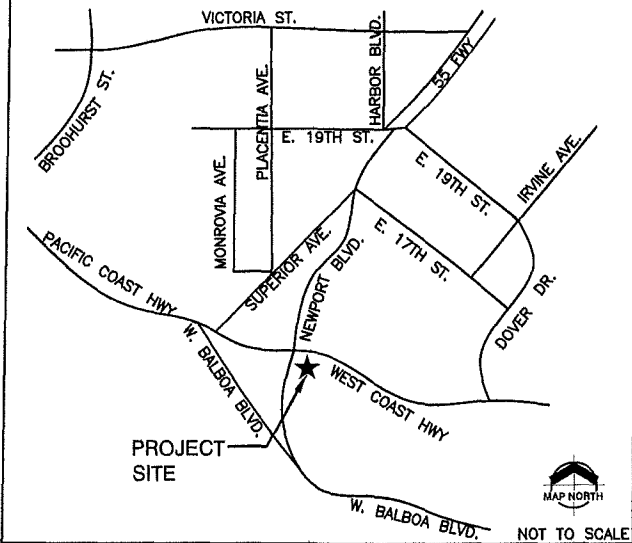 VICTORIA ST.
BROOHURST ST.
PLACENTIA AVE.
HARBOR BLVD.
55 FWY
E. 19TH ST.
MONROVIA AVE.
E. 19TH ST.
IRVINE AVE.
SUPERIOR AVE.
NEWPORT BLVD.
E. 17TH ST.
PACIFIC COAST HWY
DOVER DR.
W. BALBOA BLVD.
WEST COAST HWY
PROJECT
SITE
MAP NORTH
W. BALBOA BLVD.
NOT TO SCALE